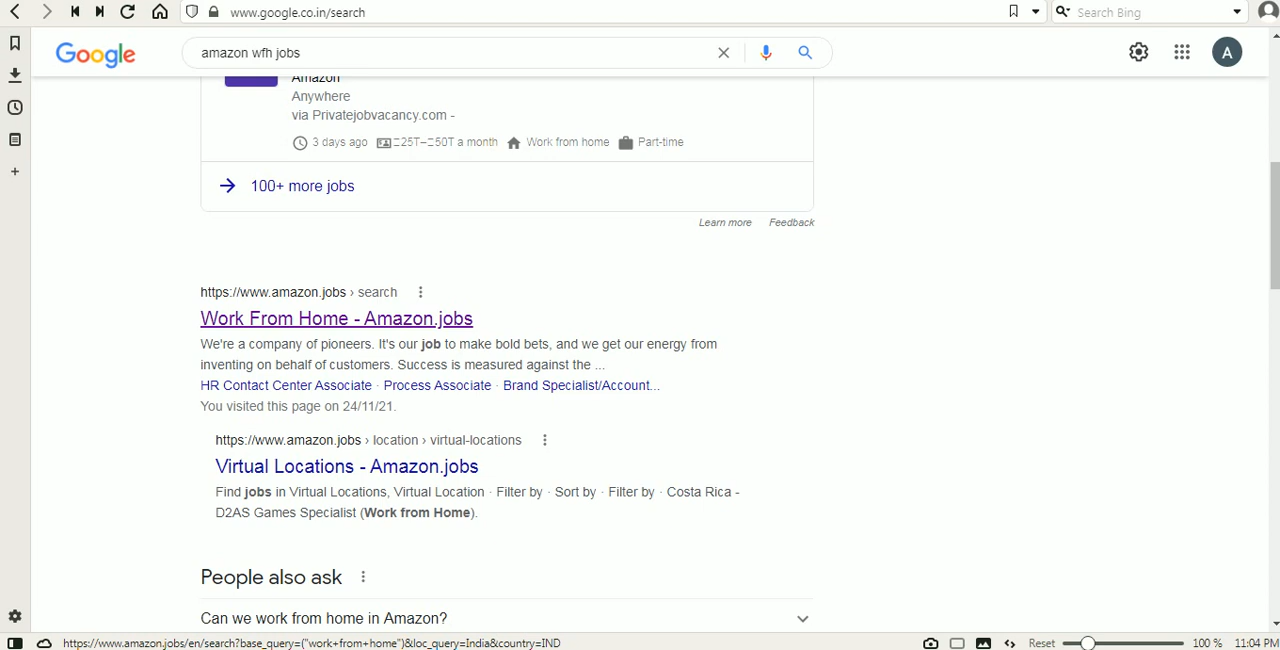 www.google.co.in/search
Search Bing
Google
amazon wfh jobs
A
Amazon
Anywhere
via Privatejobvacancy.com -
3 days ago 25T–50T a month Work from home Part-time
100+ more jobs
Learn more Feedback
https://www.amazon.jobs › search
Work From Home - Amazon.jobs
We're a company of pioneers. It's our job to make bold bets, and we get our energy from
inventing on behalf of customers. Success is measured against the ...
HR Contact Center Associate · Process Associate · Brand Specialist/Account...
You visited this page on 24/11/21.
https://www.amazon.jobs › location › virtual-locations
Virtual Locations - Amazon.jobs
Find jobs in Virtual Locations, Virtual Location · Filter by · Sort by · Filter by · Costa Rica -
D2AS Games Specialist (Work from Home).
People also ask
Can we work from home in Amazon?
https://www.amazon.jobs/en/search?base_query=("work+from+home")&loc_query=India&country=IND
Reset 100 % 11:04 PM